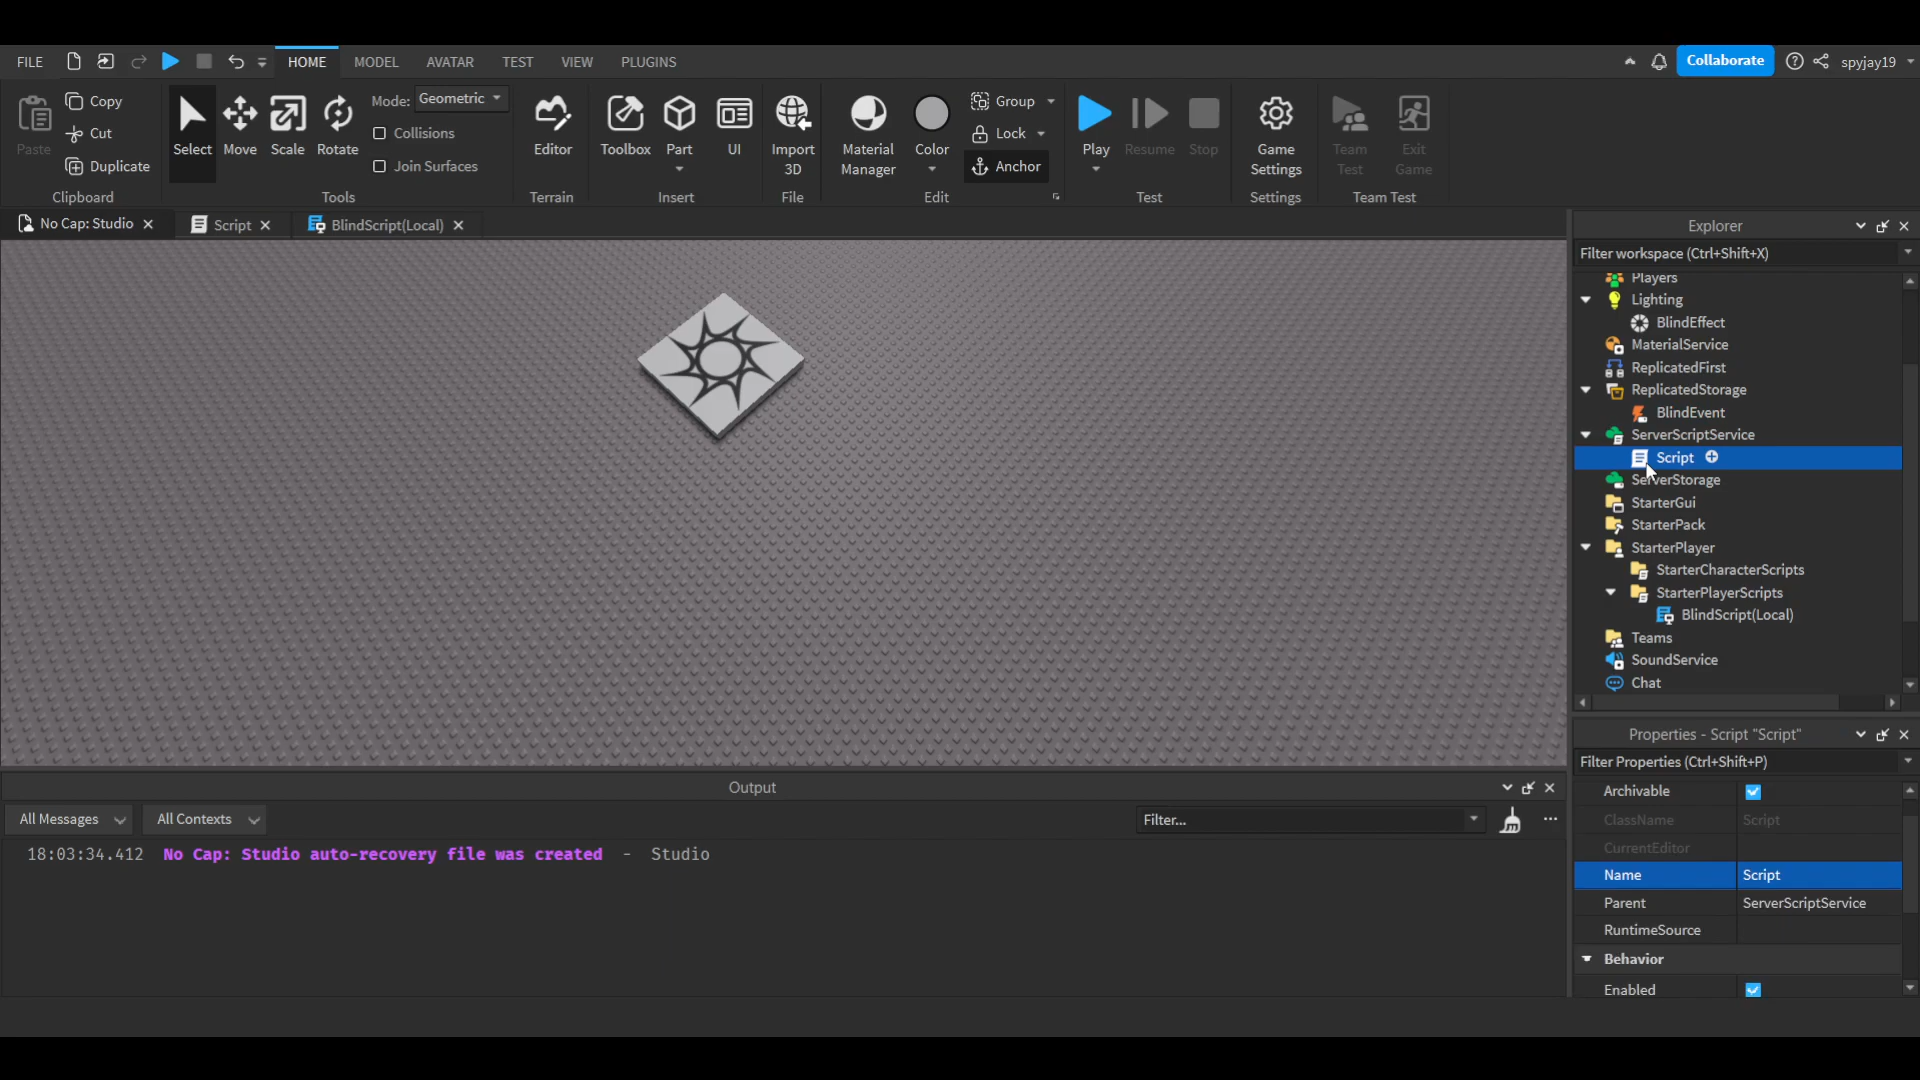 FILE HOME MODEL AVATAR TEST VIEW PLUGINS Collaborate spyjay19
Paste Copy Cut Duplicate Clipboard
Select Move Scale Rotate Mode: Geometric Collisions Join Surfaces Tools
Editor Terrain
Toolbox Part UI Insert
Import 3D File
Material Manager Color Group Lock Anchor Edit
Play Resume Stop Test
Game Settings Settings
Team Test Exit Game Team Test
No Cap: Studio Script BlindScript(Local)
Explorer
Filter workspace (Ctrl+Shift+X)
Players
Lighting
BlindEffect
MaterialService
ReplicatedFirst
ReplicatedStorage
BlindEvent
ServerScriptService
Script
ServerStorage
StarterGui
StarterPack
StarterPlayer
StarterCharacterScripts
StarterPlayerScripts
BlindScript(Local)
Teams
SoundService
Chat
Properties - Script "Script"
Filter Properties (Ctrl+Shift+P)
Archivable
ClassName Script
CurrentEditor
Name Script
Parent ServerScriptService
RuntimeSource
Behavior
Enabled
Output
All Messages All Contexts Filter...
18:03:34.412 No Cap: Studio auto-recovery file was created - Studio